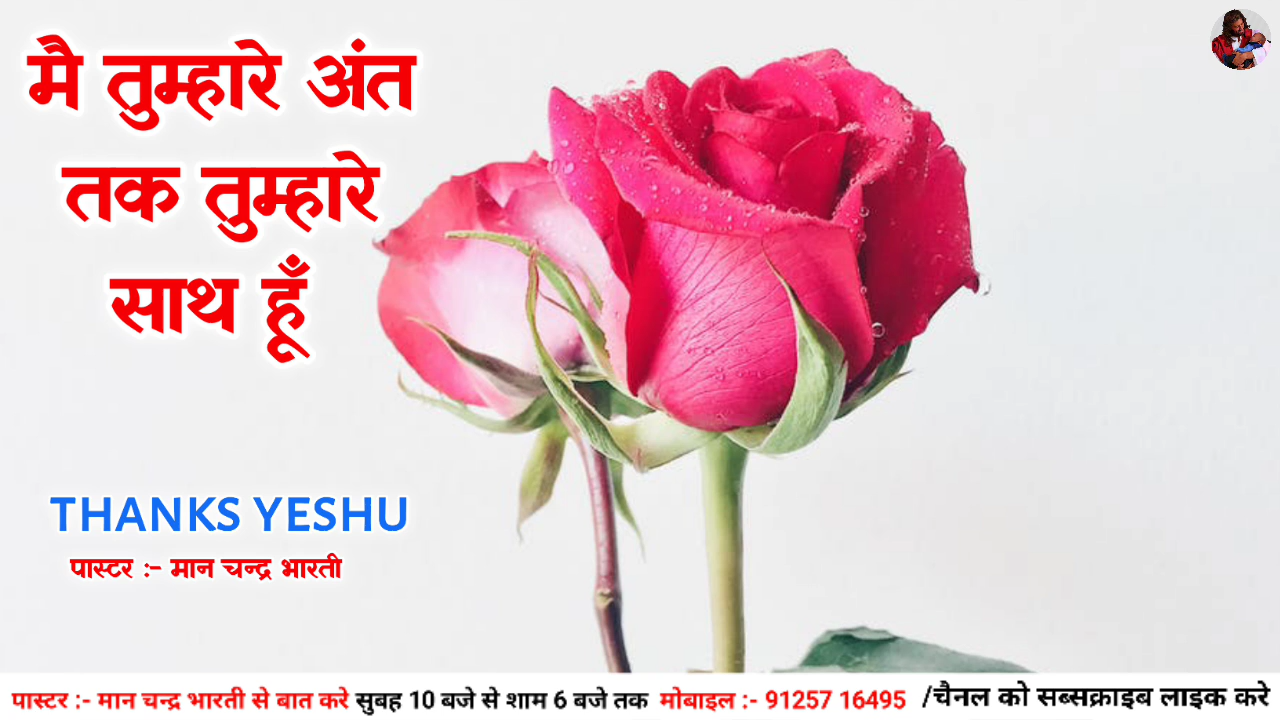 मै तुम्हारे अंत
तक तुम्हारे
साथ हूँ
THANKS YESHU
पास्टर :- मान चन्द्र भारती
पास्टर :- मान चन्द्र भारती से बात करे सुबह 10 बजे से शाम 6 बजे तक मोबाइल :- 91257 16495 /चैनल को सब्सक्राइब लाइक करे